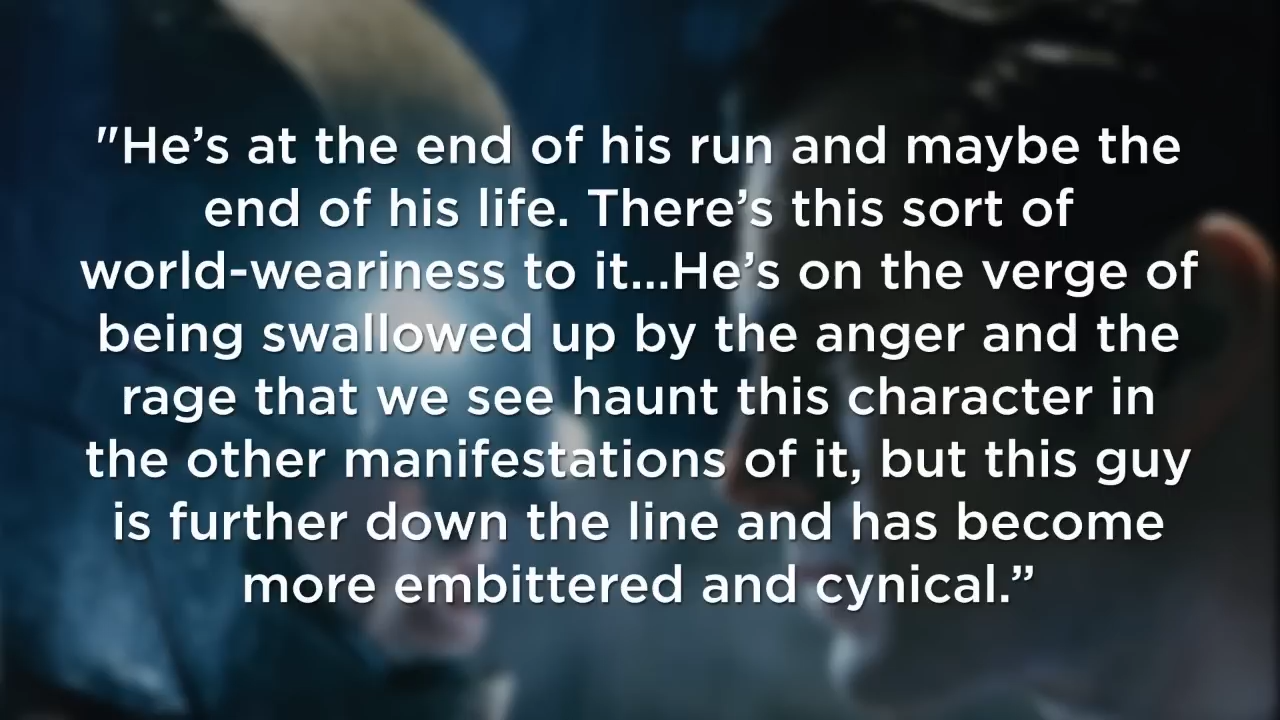 "He’s at the end of his run and maybe the
end of his life. There’s this sort of
world-weariness to it...He’s on the verge of
being swallowed up by the anger and the
rage that we see haunt this character in
the other manifestations of it, but this guy
is further down the line and has become
more embittered and cynical.”